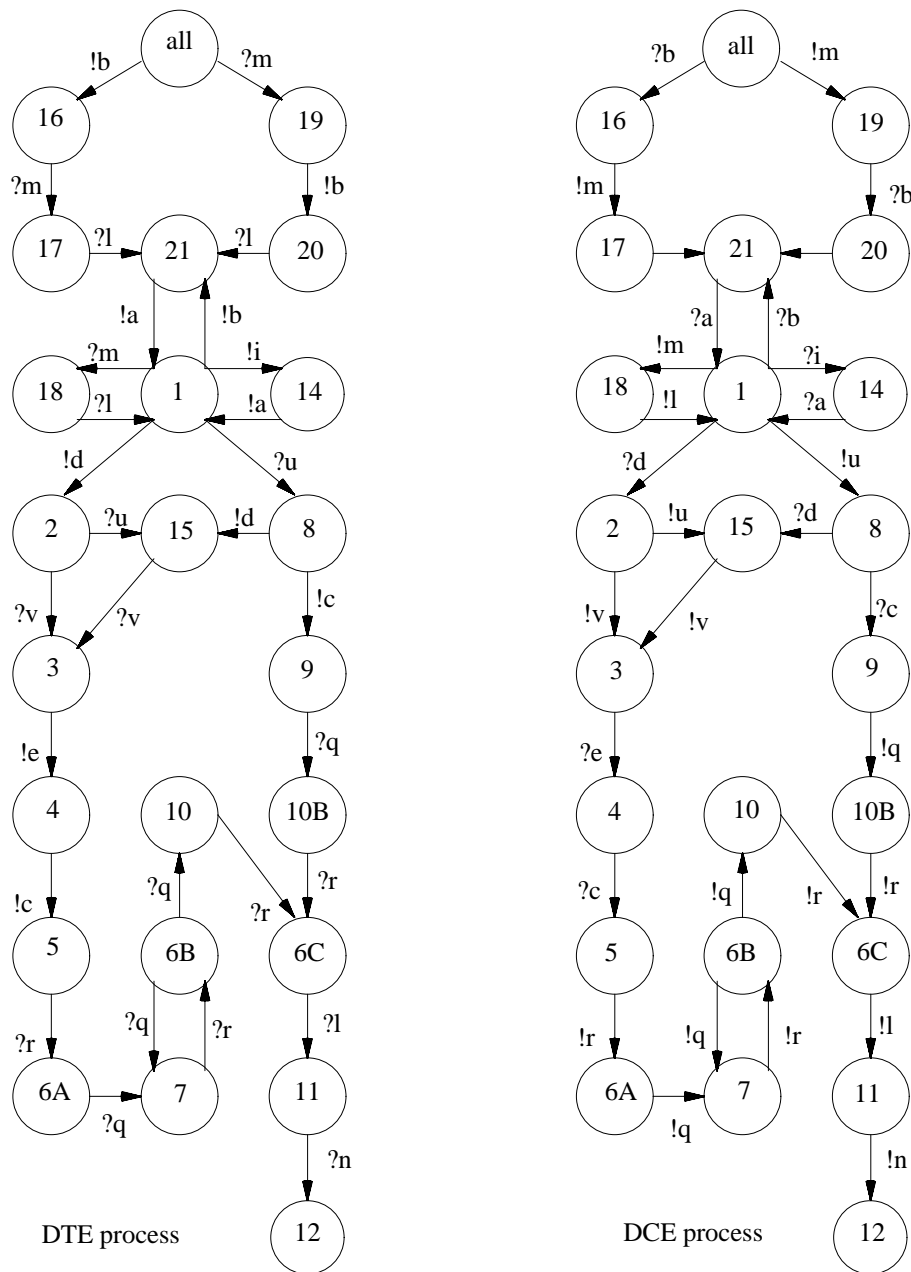 all all
!b ?m ?b !m
16 19 16 19
?m !b !m ?b
17 ?l 21 ?l 20 17 21 20
!a !b ?a ?b
?m !i !m ?i
18 1 14 18 1 14
?l !a !l ?a
!d ?u ?d !u
2 ?u 15 !d 8 2 !u 15 ?d 8
?v ?v !c !v !v ?c
3 9 3 9
!e ?q ?e !q
4 10 10B 4 10 10B
!c ?q ?r ?r ?c !q !r !r
5 6B 6C 5 6B 6C
?r ?q ?r ?l !r !q !r !l
6A 7 11 6A 7 11
?q !q
?n !n
DTE process 12 DCE process 12